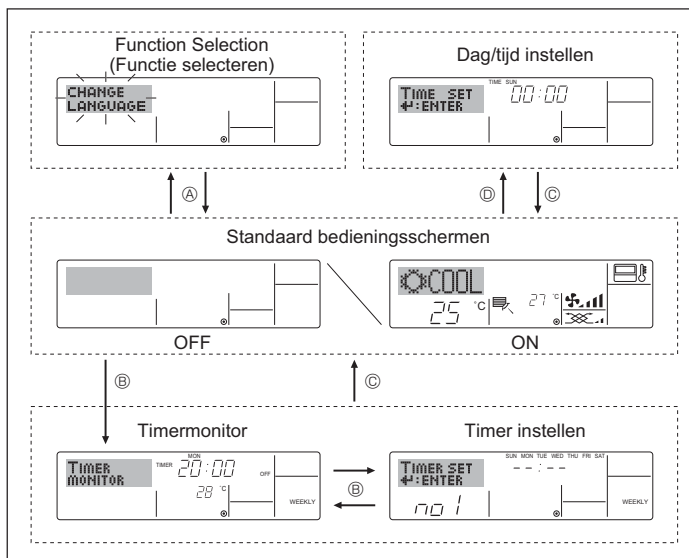 Function Selection
(Functie selecteren)
CHANGE
LANGUAGE
Dag/tijd instellen
TIME SUN
TIME SET
↵:ENTER
00:00
Ⓐ
Ⓓ
Ⓒ
Standaard bedieningsschermen
COOL
25 °C
27 °C
OFF
ON
Ⓑ
Ⓒ
Timermonitor
TIMER
MONITOR
MON
TIMER 20:00 OFF
28 °C
WEEKLY
Ⓑ
Timer instellen
SUN MON TUE WED THU FRI SAT
TIMER SET
↵:ENTER
--:--
no 1
WEEKLY